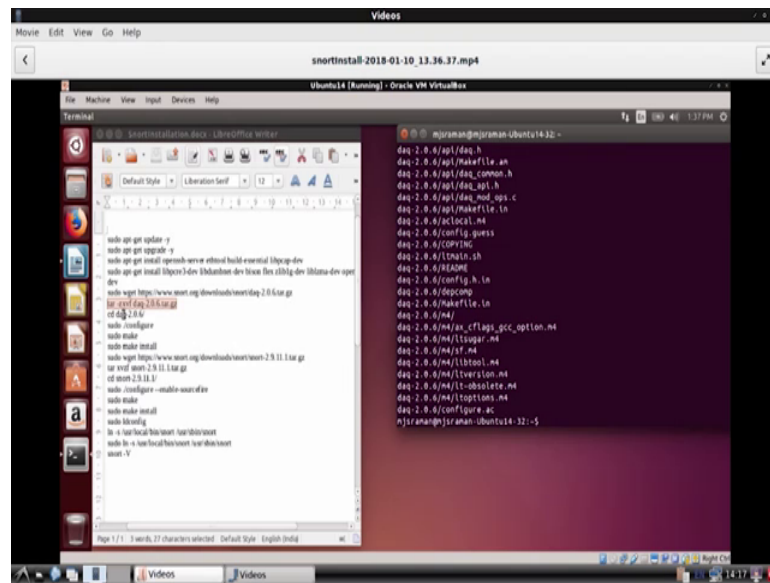 Videos
Movie Edit View Go Help
snortInstall-2018-01-10_13.36.37.mp4
Ubuntu14 [Running] - Oracle VM VirtualBox
File Machine View Input Devices Help
Terminal
1:37 PM
Snortinstallation.docx - LibreOffice Writer
Default Style
Liberation Serif
12
sudo apt-get update -y
sudo apt-get upgrade -y
sudo apt-get install openssh-server ethtool build-essential libpcap-dev
sudo apt-get install libpcre3-dev libdumbnet-dev bison flex zlib1g-dev liblzma-dev open
dev
sudo wget https://www.snort.org/downloads/snort/daq-2.0.6.tar.gz
tar -xvf daq-2.0.6.tar.gz
cd daq-2.0.6/
sudo ./configure
sudo make
sudo make install
sudo wget https://www.snort.org/downloads/snort/snort-2.9.11.1.tar.gz
tar xvzf snort-2.9.11.1.tar.gz
cd snort-2.9.11.1/
sudo ./configure --enable-sourcefire
sudo make
sudo make install
sudo ldconfig
ln -s /usr/local/bin/snort /usr/sbin/snort
sudo ln -s /usr/local/bin/snort /usr/sbin/snort
snort -V
Page 1 / 1 3 words, 27 characters selected Default Style English (India)
mjsraman@mjsraman-Ubuntu14-32: ~
daq-2.0.6/api/daq.h
daq-2.0.6/api/Makefile.am
daq-2.0.6/api/daq_common.h
daq-2.0.6/api/daq_api.h
daq-2.0.6/api/daq_mod_ops.c
daq-2.0.6/api/Makefile.in
daq-2.0.6/aclocal.m4
daq-2.0.6/config.guess
daq-2.0.6/COPYING
daq-2.0.6/ltmain.sh
daq-2.0.6/README
daq-2.0.6/config.h.in
daq-2.0.6/depcomp
daq-2.0.6/Makefile.in
daq-2.0.6/m4/
daq-2.0.6/m4/ax_cflags_gcc_option.m4
daq-2.0.6/m4/ltsugar.m4
daq-2.0.6/m4/sf.m4
daq-2.0.6/m4/libtool.m4
daq-2.0.6/m4/ltversion.m4
daq-2.0.6/m4/lt-obsolete.m4
daq-2.0.6/m4/ltoptions.m4
daq-2.0.6/configure.ac
mjsraman@mjsraman-Ubuntu14-32:~$
Right Ctrl
Videos
Videos
14:17